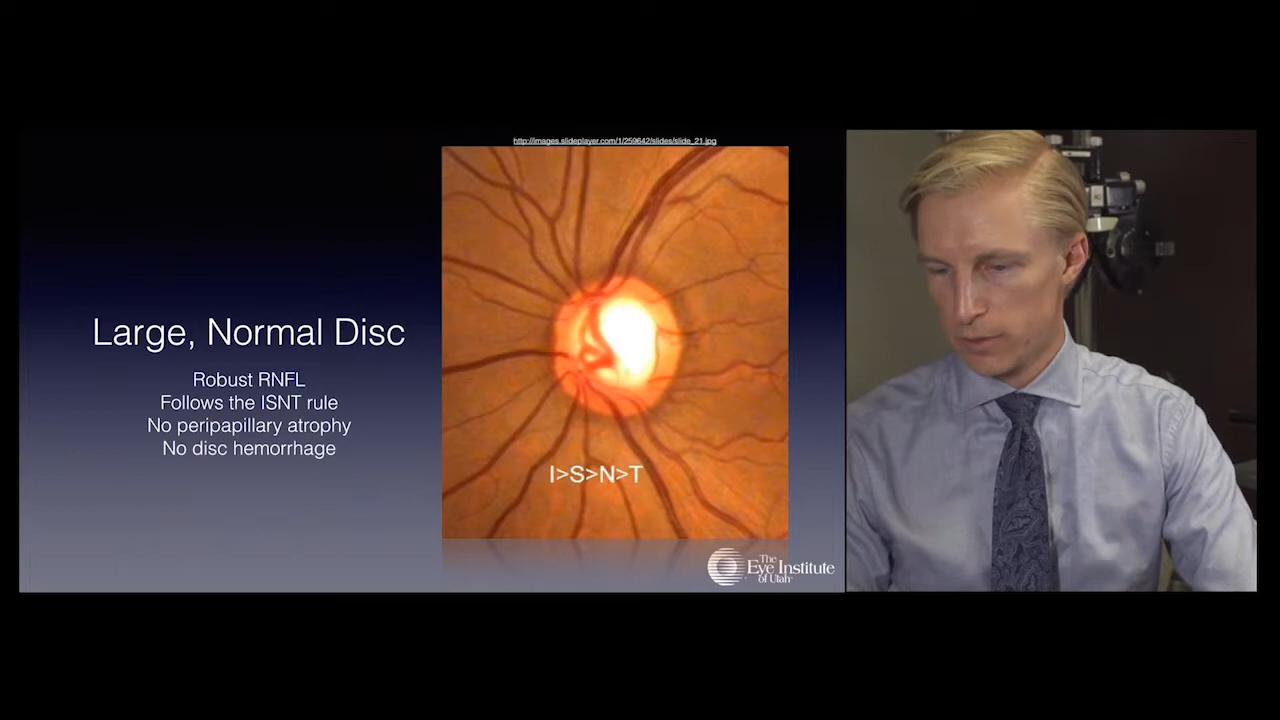 http://images.slideplayer.com/1/259642/slides/slide_21.jpg
Large, Normal Disc
Robust RNFL
Follows the ISNT rule
No peripapillary atrophy
No disc hemorrhage
I>S>N>T
The
Eye Institute
of Utah